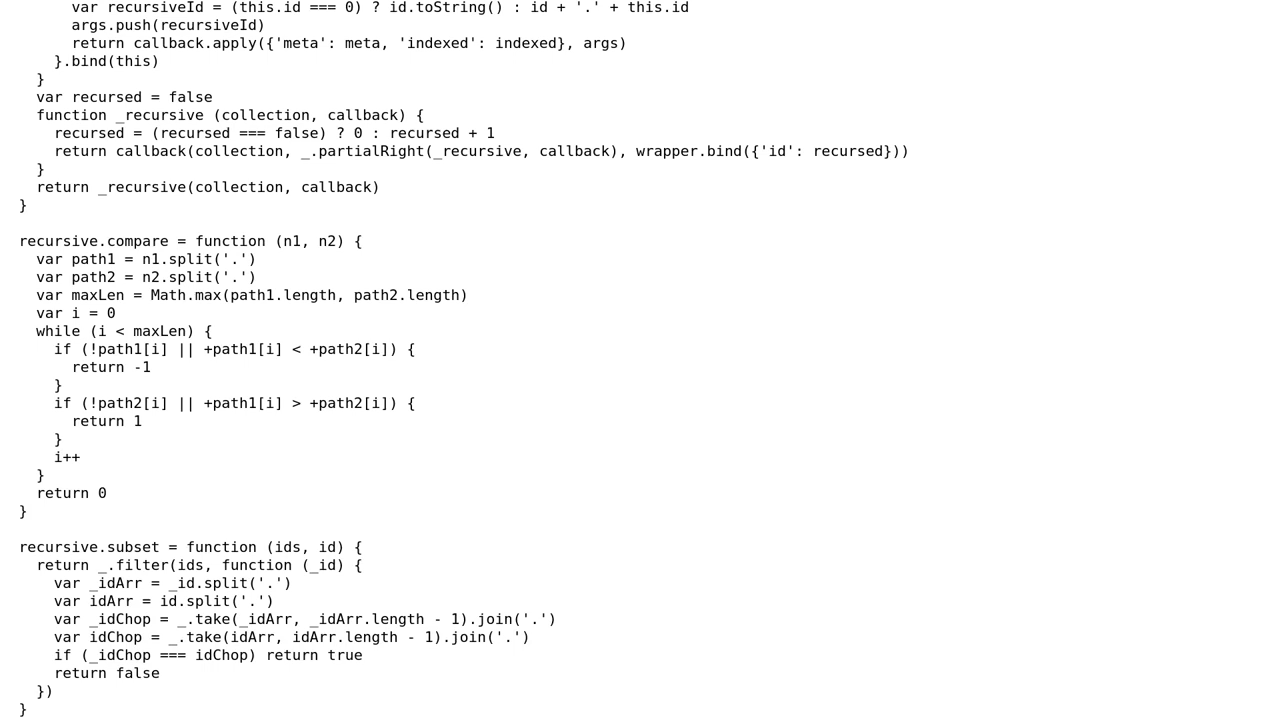 var recursiveId = (this.id === 0) ? id.toString() : id + '.' + this.id
      args.push(recursiveId)
      return callback.apply({'meta': meta, 'indexed': indexed}, args)
    }.bind(this)
  }
  var recursed = false
  function _recursive (collection, callback) {
    recursed = (recursed === false) ? 0 : recursed + 1
    return callback(collection, _.partialRight(_recursive, callback), wrapper.bind({'id': recursed}))
  }
  return _recursive(collection, callback)
}

recursive.compare = function (n1, n2) {
  var path1 = n1.split('.')
  var path2 = n2.split('.')
  var maxLen = Math.max(path1.length, path2.length)
  var i = 0
  while (i < maxLen) {
    if (!path1[i] || +path1[i] < +path2[i]) {
      return -1
    }
    if (!path2[i] || +path1[i] > +path2[i]) {
      return 1
    }
    i++
  }
  return 0
}

recursive.subset = function (ids, id) {
  return _.filter(ids, function (_id) {
    var _idArr = _id.split('.')
    var idArr = id.split('.')
    var _idChop = _.take(_idArr, _idArr.length - 1).join('.')
    var idChop = _.take(idArr, idArr.length - 1).join('.')
    if (_idChop === idChop) return true
    return false
  })
}